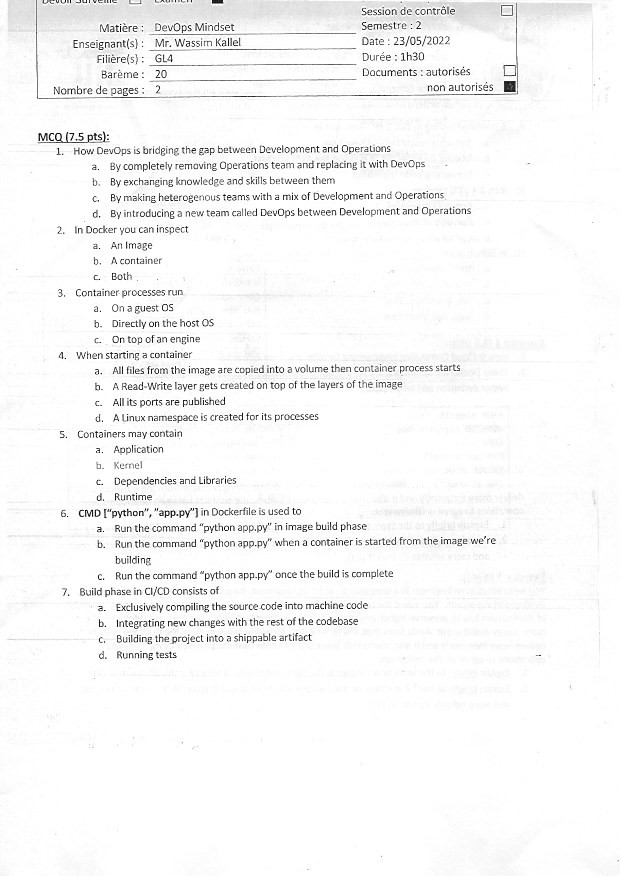 Devoir Surveillé Examen
Session de contrôle
Matière : DevOps Mindset Semestre : 2
Enseignant(s) : Mr. Wassim Kallel Date : 23/05/2022
Filière(s) : GL4 Durée : 1h30
Barème : 20 Documents : autorisés
Nombre de pages : 2 non autorisés
MCQ (7.5 pts):
1. How DevOps is bridging the gap between Development and Operations
a. By completely removing Operations team and replacing it with DevOps
b. By exchanging knowledge and skills between them
c. By making heterogenous teams with a mix of Development and Operations
d. By introducing a new team called DevOps between Development and Operations
2. In Docker you can inspect
a. An Image
b. A container
c. Both
3. Container processes run
a. On a guest OS
b. Directly on the host OS
c. On top of an engine
4. When starting a container
a. All files from the image are copied into a volume then container process starts
b. A Read-Write layer gets created on top of the layers of the image
c. All its ports are published
d. A Linux namespace is created for its processes
5. Containers may contain
a. Application
b. Kernel
c. Dependencies and Libraries
d. Runtime
6. CMD ["python", "app.py"] in Dockerfile is used to
a. Run the command "python app.py" in image build phase
b. Run the command "python app.py" when a container is started from the image we're
building
c. Run the command "python app.py" once the build is complete
7. Build phase in CI/CD consists of
a. Exclusively compiling the source code into machine code
b. Integrating new changes with the rest of the codebase
c. Building the project into a shippable artifact
d. Running tests